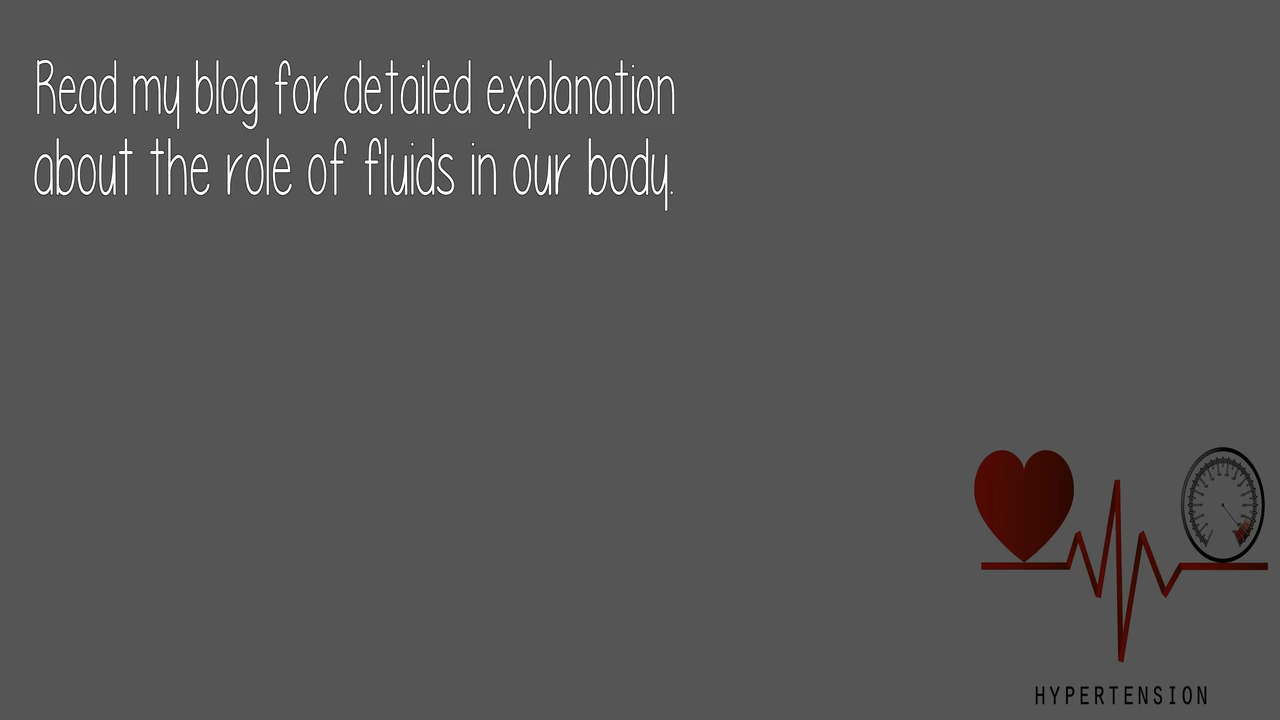 Read my blog for detailed explanation
about the role of fluids in our body.
HYPERTENSION